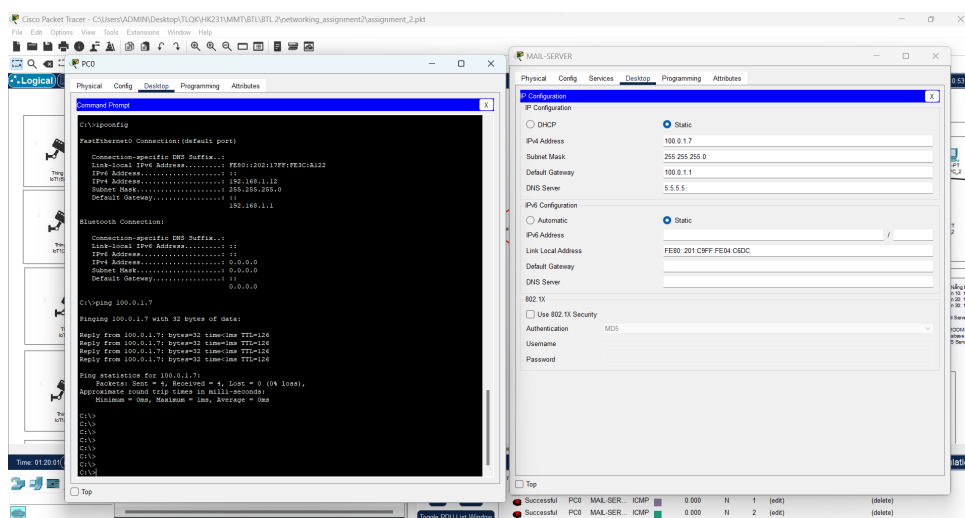 Cisco Packet Tracer - C:\Users\ADMIN\Desktop\TLQK\HK231\MMT\BTL\BTL 2\networking_assignment2\assignment_2.pkt
File Edit Options View Tools Extensions Window Help
Logical
PC0
Physical Config Desktop Programming Attributes
Command Prompt
X
C:\>ipconfig
FastEthernet0 Connection:(default port)
Connection-specific DNS Suffix..:
Link-local IPv6 Address.........: FE80::202:17FF:FE3C:A122
IPv6 Address....................: ::
IPv4 Address....................: 192.168.1.12
Subnet Mask.....................: 255.255.255.0
Default Gateway.................: ::
192.168.1.1
Bluetooth Connection:
Connection-specific DNS Suffix..:
Link-local IPv6 Address.........: ::
IPv6 Address....................: ::
IPv4 Address....................: 0.0.0.0
Subnet Mask.....................: 0.0.0.0
Default Gateway.................: ::
0.0.0.0
C:\>ping 100.0.1.7
Pinging 100.0.1.7 with 32 bytes of data:
Reply from 100.0.1.7: bytes=32 time<1ms TTL=126
Reply from 100.0.1.7: bytes=32 time=1ms TTL=126
Reply from 100.0.1.7: bytes=32 time<1ms TTL=126
Reply from 100.0.1.7: bytes=32 time<1ms TTL=126
Ping statistics for 100.0.1.7:
Packets: Sent = 4, Received = 4, Lost = 0 (0% loss),
Approximate round trip times in milli-seconds:
Minimum = 0ms, Maximum = 1ms, Average = 0ms
C:\>
C:\>
C:\>
C:\>
C:\>
C:\>
C:\>
C:\>
Top
MAIL-SERVER
Physical Config Services Desktop Programming Attributes
IP Configuration
X
IP Configuration
DHCP
Static
IPv4 Address
100.0.1.7
Subnet Mask
255.255.255.0
Default Gateway
100.0.1.1
DNS Server
5.5.5.5
IPv6 Configuration
Automatic
Static
IPv6 Address
/
Link Local Address
FE80::201:C9FF:FE04:C6DC
Default Gateway
DNS Server
802.1X
Use 802.1X Security
Authentication
MD5
Username
Password
Top
Time: 01:20:01
Toggle PDU List Window
Successful PC0 MAIL-SER... ICMP 0.000 N 1 (edit) (delete)
Successful PC0 MAIL-SER... ICMP 0.000 N 2 (edit) (delete)